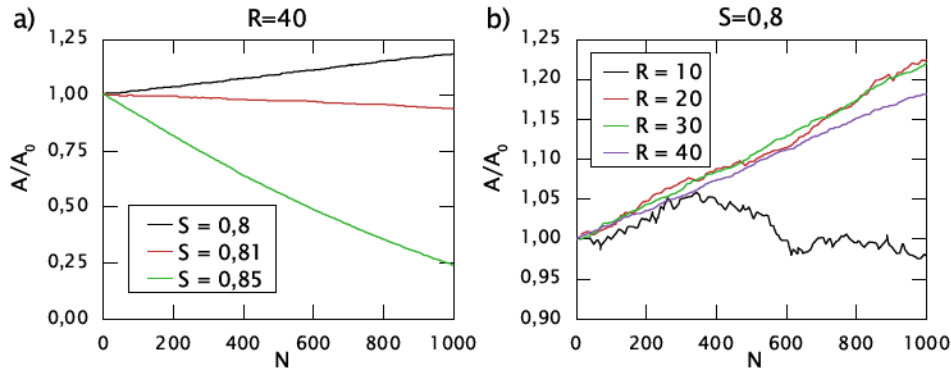 a)
R=40
1,25
1,00
0,75
0,50
0,25
0,00
A/A₀
S = 0,8
S = 0,81
S = 0,85
0 200 400 600 800 1000
N
b)
S=0,8
1,25
1,20
1,15
1,10
1,05
1,00
0,95
0,90
A/A₀
R = 10
R = 20
R = 30
R = 40
0 200 400 600 800 1000
N